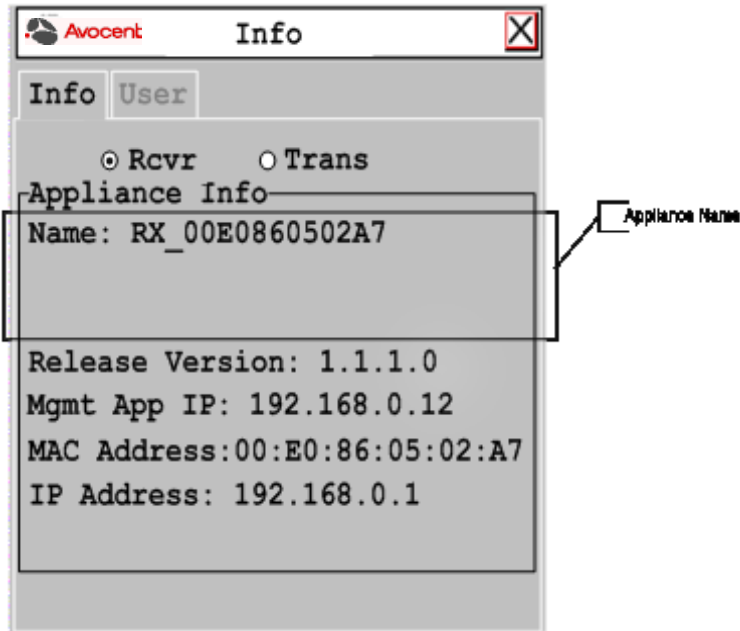 Avocent Info
Info User
Rcvr Trans
Appliance Info
Name: RX_00E0860502A7
Appliance Name
Release Version: 1.1.1.0
Mgmt App IP: 192.168.0.12
MAC Address:00:E0:86:05:02:A7
IP Address: 192.168.0.1